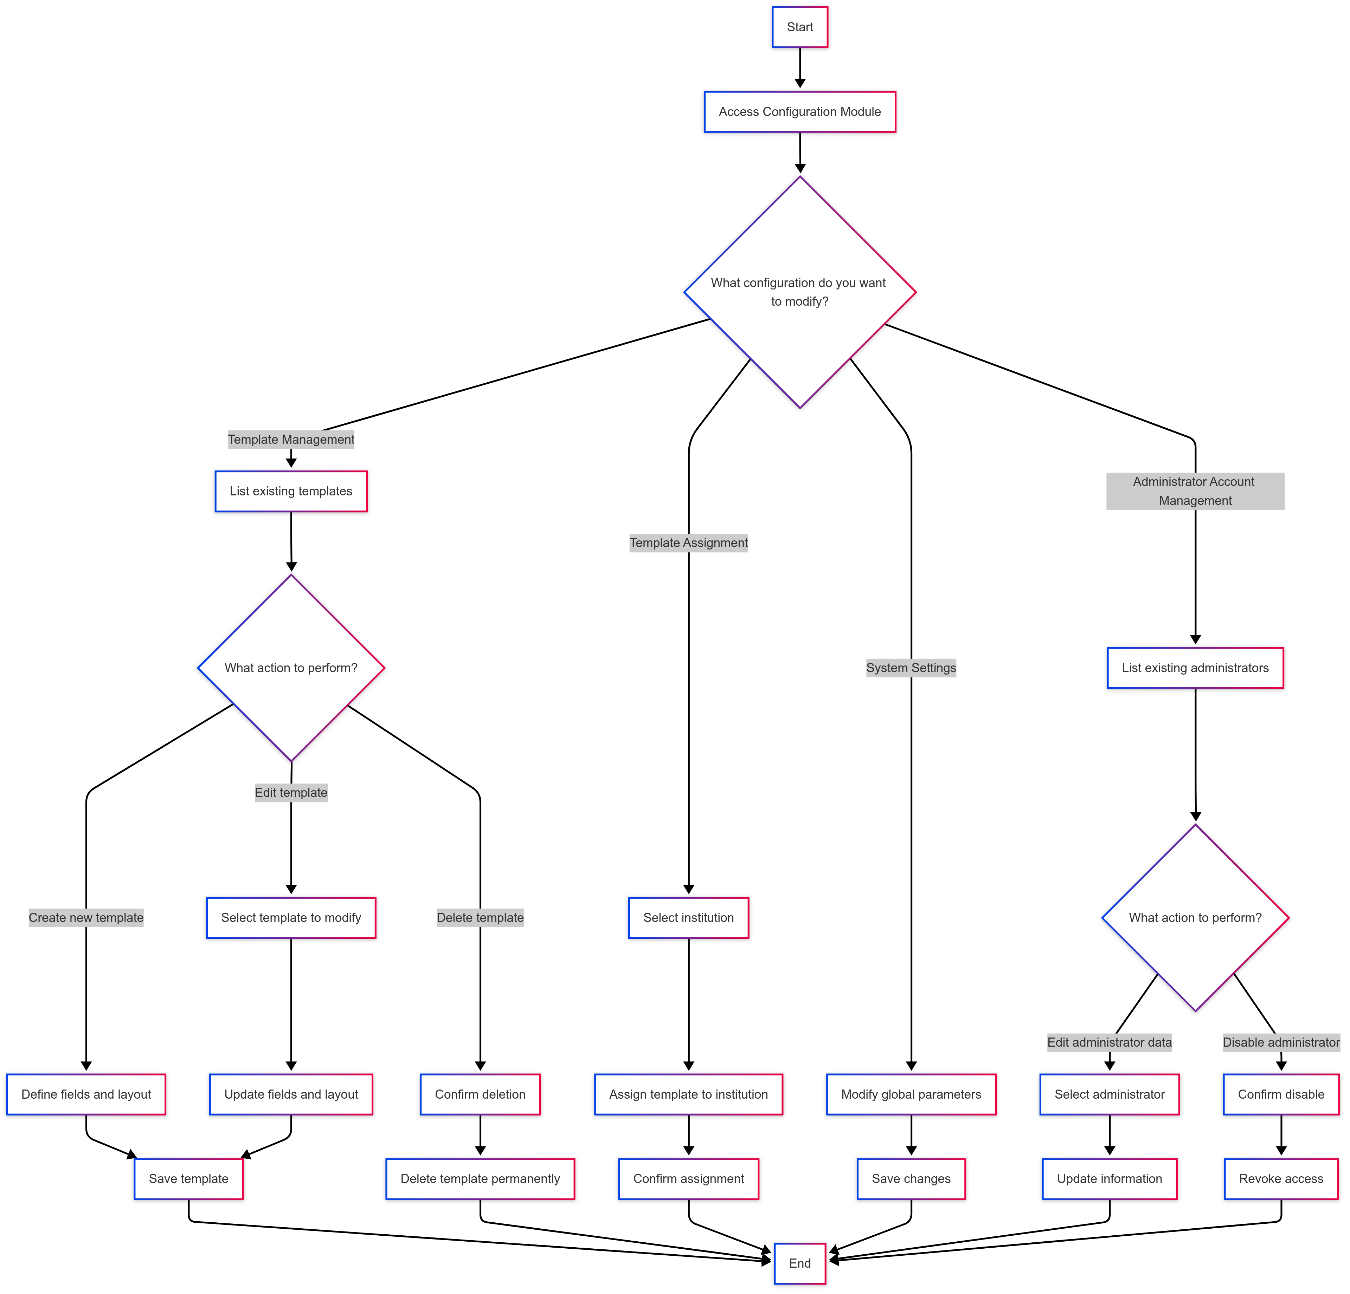 Start
Access Configuration Module
What configuration do you want
to modify?
Template Management
List existing templates
Administrator Account
Management
Template Assignment
System Settings
List existing administrators
What action to perform?
Edit template
Create new template
Select template to modify
Delete template
Select institution
What action to perform?
Edit administrator data
Disable administrator
Define fields and layout
Update fields and layout
Confirm deletion
Assign template to institution
Modify global parameters
Select administrator
Confirm disable
Save template
Delete template permanently
Confirm assignment
Save changes
Update information
Revoke access
End